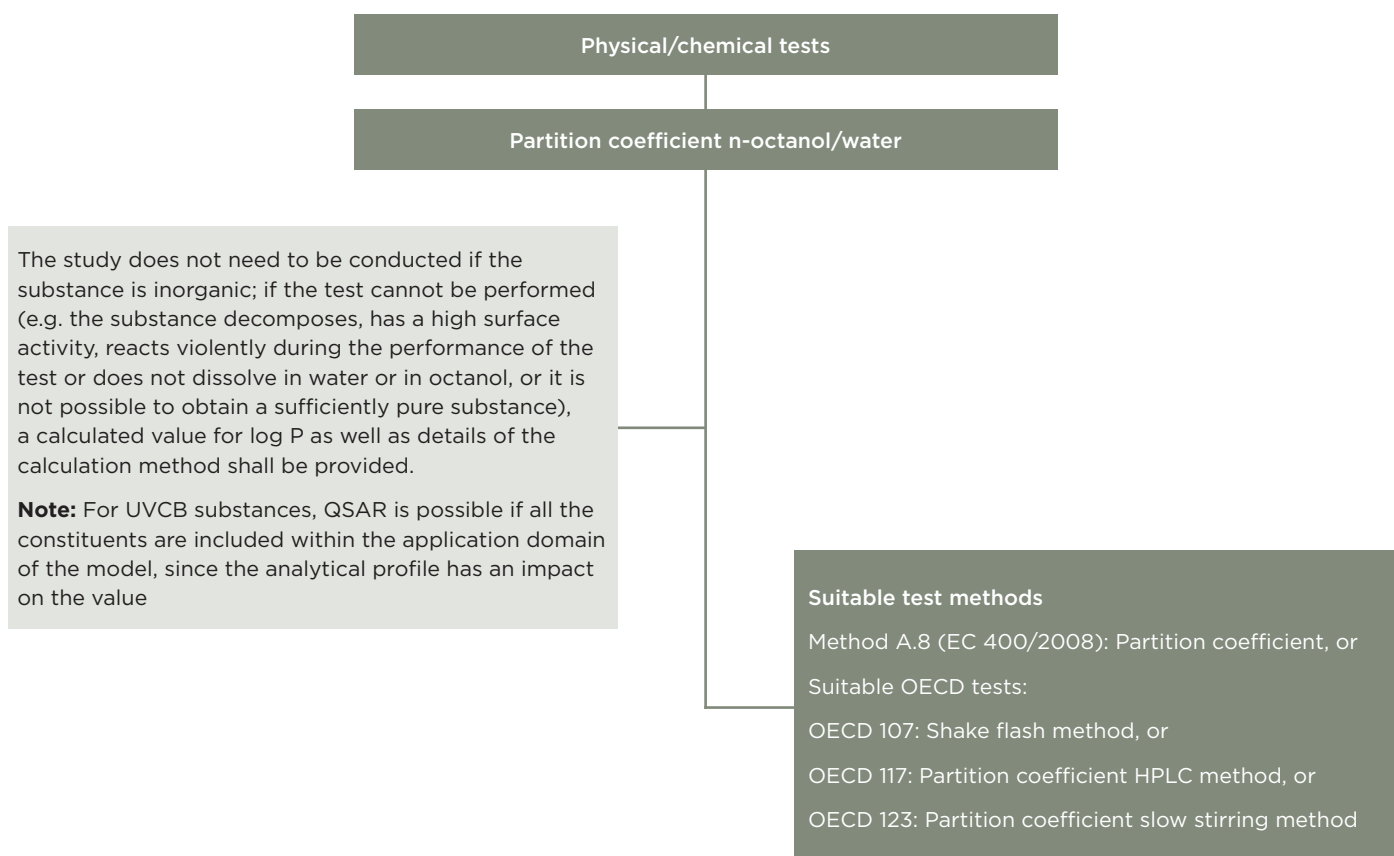 Physical/chemical tests
Partition coefficient n-octanol/water
The study does not need to be conducted if the
substance is inorganic; if the test cannot be performed
(e.g. the substance decomposes, has a high surface
activity, reacts violently during the performance of the
test or does not dissolve in water or in octanol, or it is
not possible to obtain a sufficiently pure substance),
a calculated value for log P as well as details of the
calculation method shall be provided.
Note: For UVCB substances, QSAR is possible if all the
constituents are included within the application domain
of the model, since the analytical profile has an impact
on the value
Suitable test methods
Method A.8 (EC 400/2008): Partition coefficient, or
Suitable OECD tests:
OECD 107: Shake flash method, or
OECD 117: Partition coefficient HPLC method, or
OECD 123: Partition coefficient slow stirring method